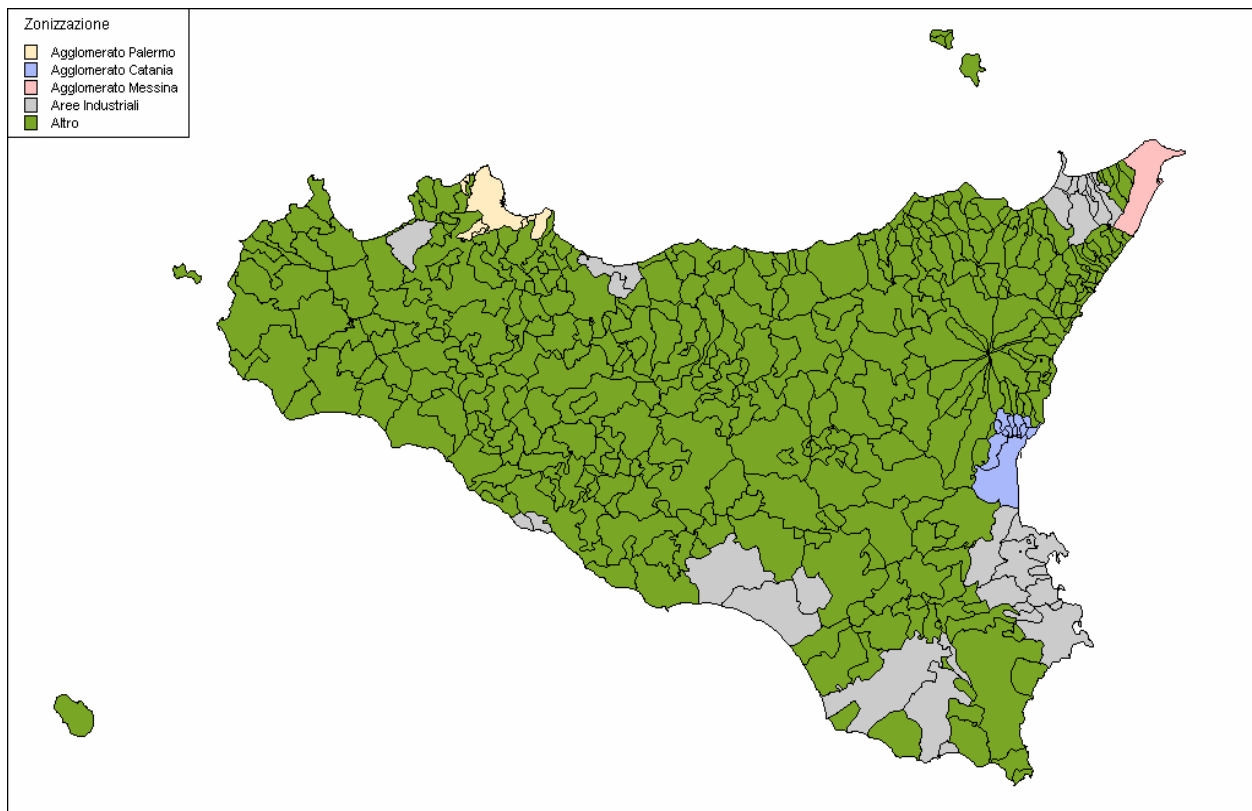 Zonizzazione
Agglomerato Palermo
Agglomerato Catania
Agglomerato Messina
Aree Industriali
Altro